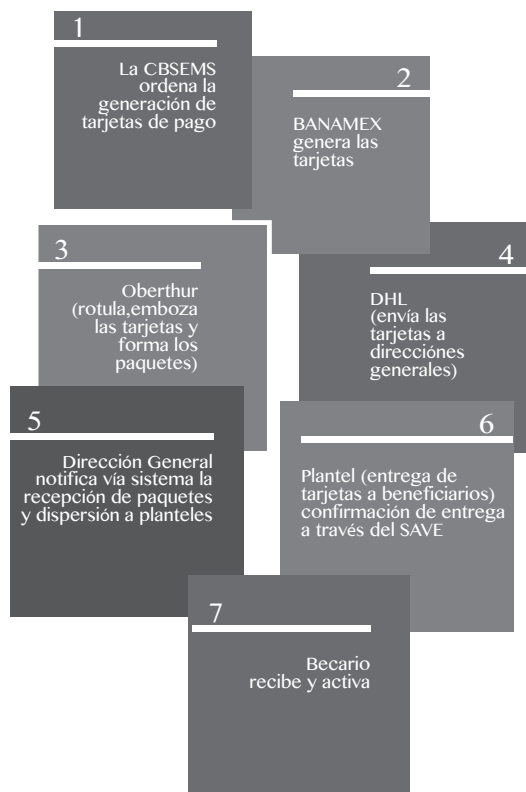 1
La CBSEMS
ordena la
generación de
tarjetas de pago
2
BANAMEX
genera las
tarjetas
3
Oberthur
(rotula,emboza
las tarjetas y
forma los
paquetes)
4
DHL
(envía las
tarjetas a
direcciónes
generales)
5
Dirección General
notifica vía sistema la
recepción de paquetes
y dispersión a planteles
6
Plantel (entrega de
tarjetas a beneficiarios)
confirmación de entrega
a través del SAVE
7
Becario
recibe y activa